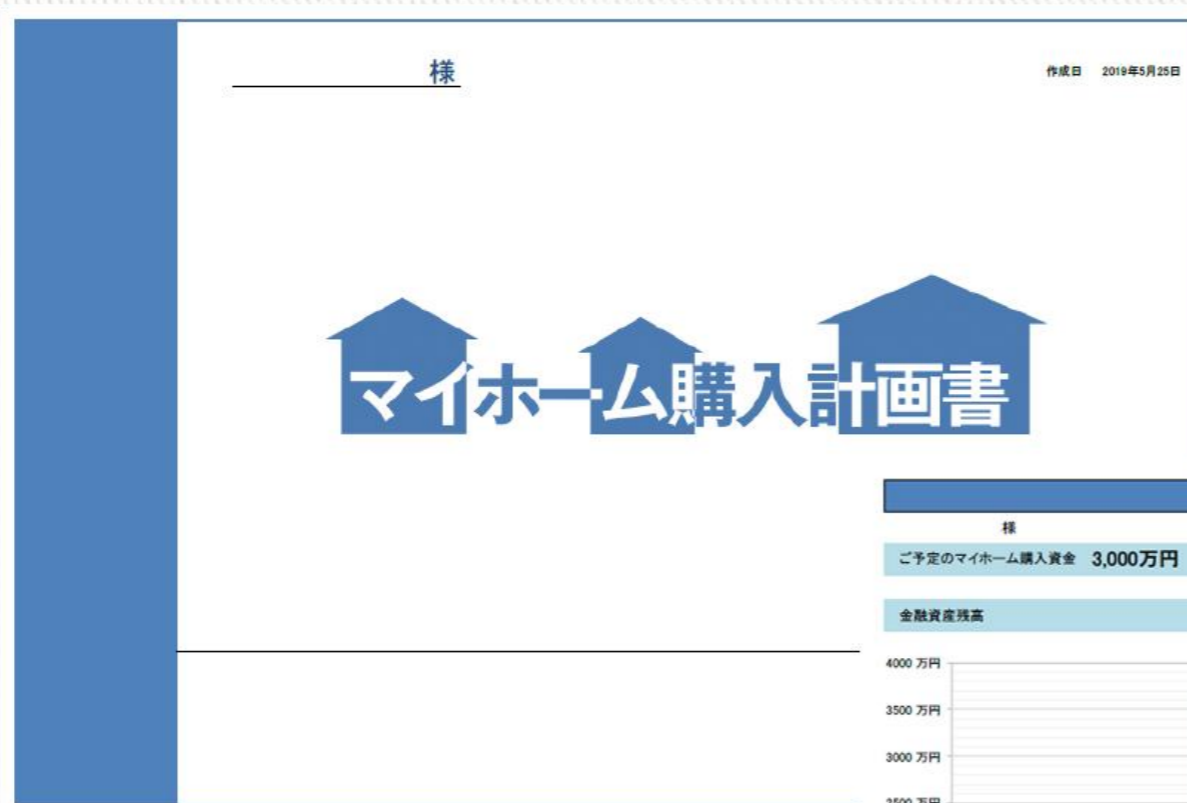 様
作成日 2019年5月25日
マイホーム購入計画書
様
ご予定のマイホーム購入資金 3,000万円
金融資産残高
4000 万円
3500 万円
3000 万円